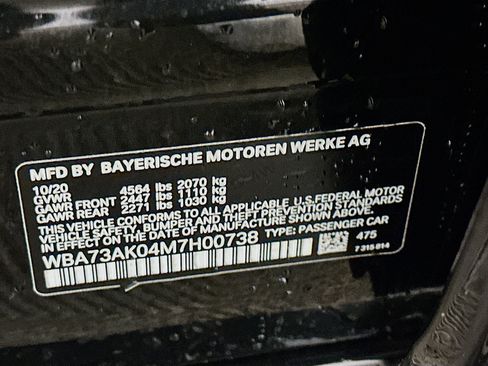 MFD BY BAYERISCHE MOTOREN WERKE AG
10/20
GVWR 4564 lbs 2070 kg
GAWR FRONT 2447 lbs 1110 kg
GAWR REAR 2271 lbs 1030 kg
THIS VEHICLE CONFORMS TO ALL APPLICABLE U.S. FEDERAL MOTOR
VEHICLE SAFETY, BUMPER AND THEFT PREVENTION STANDARDS
IN EFFECT ON THE DATE OF MANUFACTURE SHOWN ABOVE.
WBA73AK04M7H00738 TYPE: PASSENGER CAR
475
7 315 814